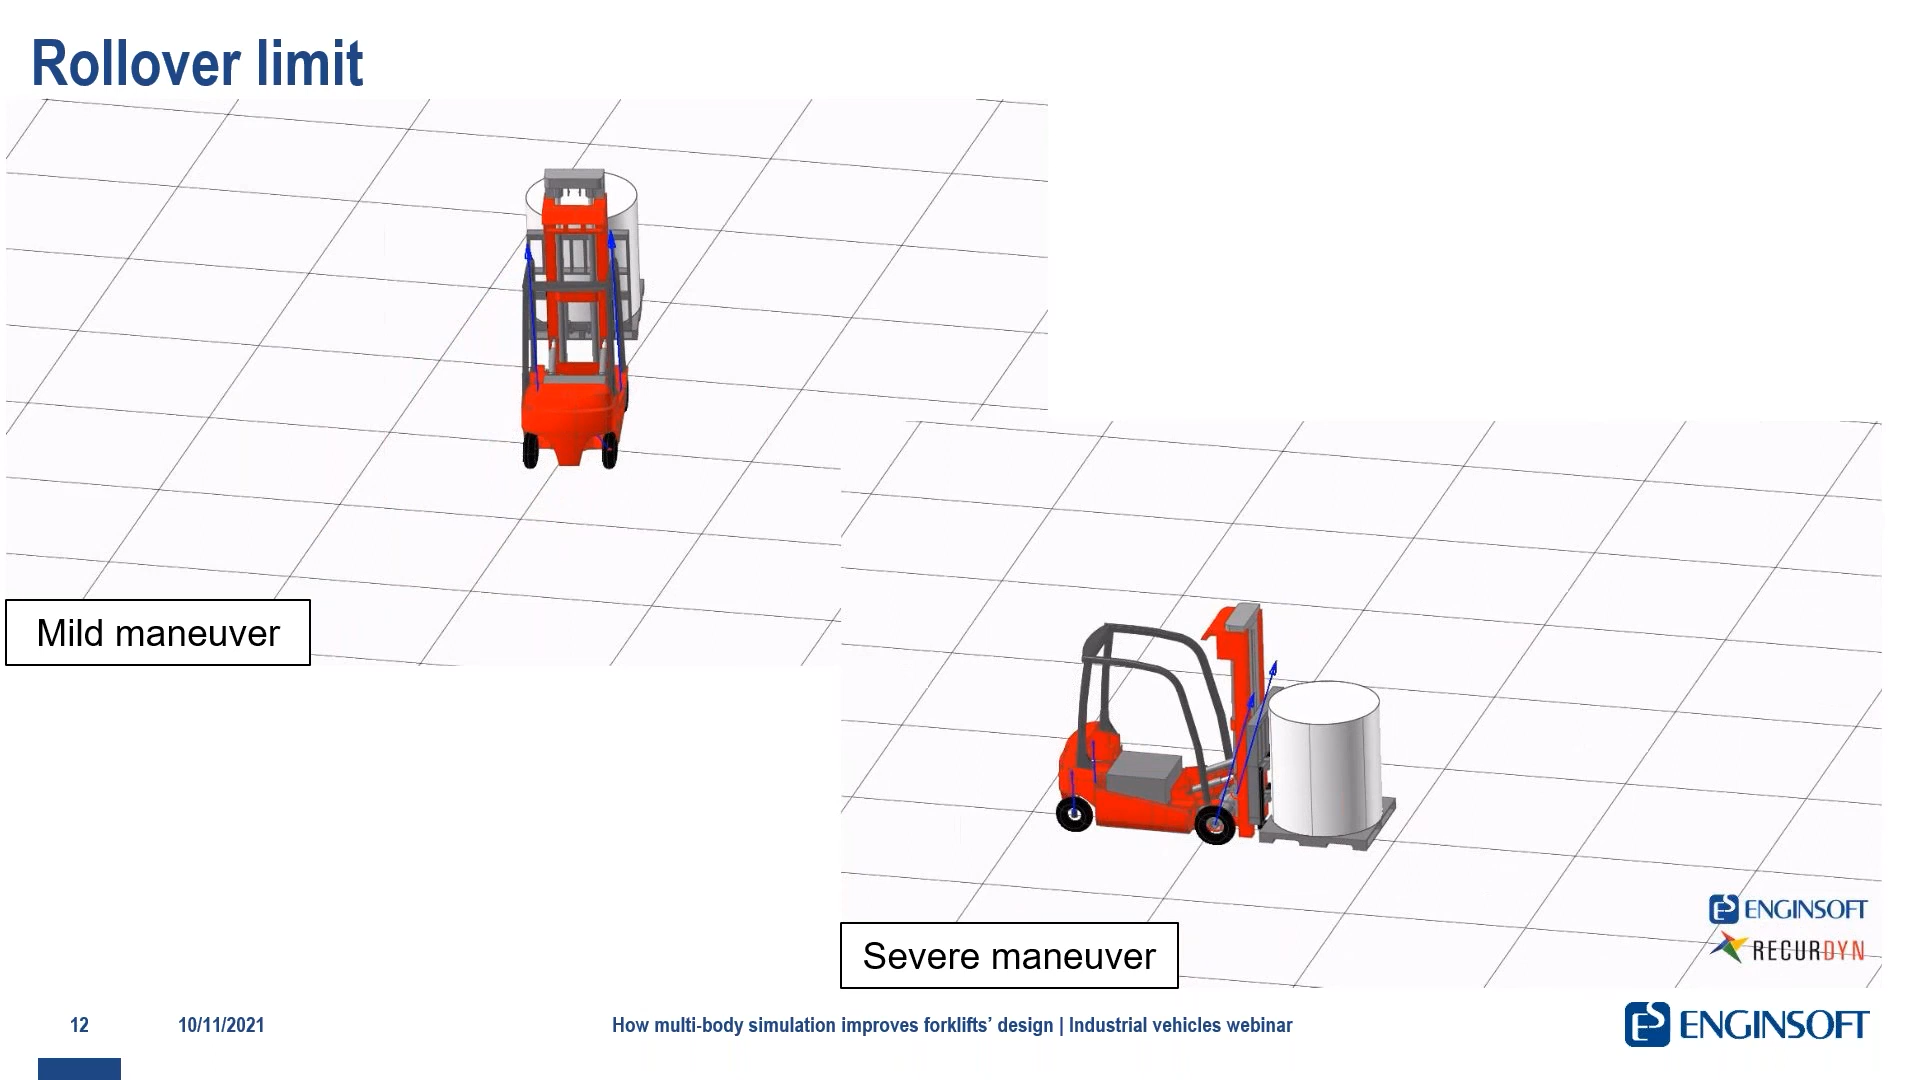 Rollover limit
Mild maneuver
Severe maneuver
ENGINSOFT
RECURDYN
12
10/11/2021
How multi-body simulation improves forklifts’ design | Industrial vehicles webinar
ENGINSOFT